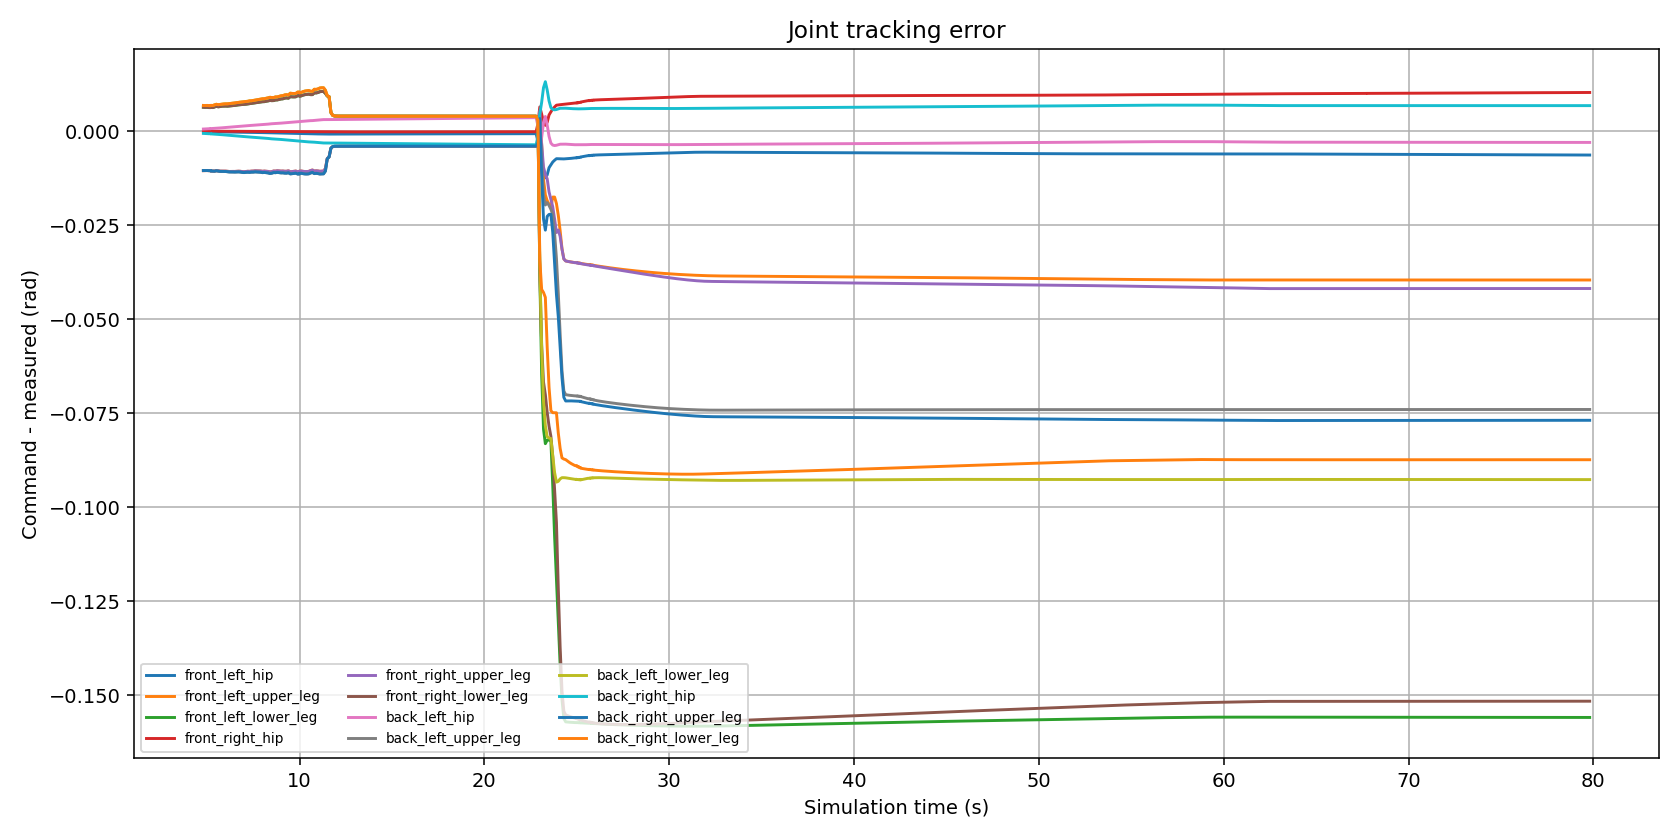 Joint tracking error
Command - measured (rad)
0.000
−0.025
−0.050
−0.075
−0.100
−0.125
−0.150
front_left_hip
front_left_upper_leg
front_left_lower_leg
front_right_hip
front_right_upper_leg
front_right_lower_leg
back_left_hip
back_left_upper_leg
back_left_lower_leg
back_right_hip
back_right_upper_leg
back_right_lower_leg
10 20 30 40 50 60 70 80
Simulation time (s)